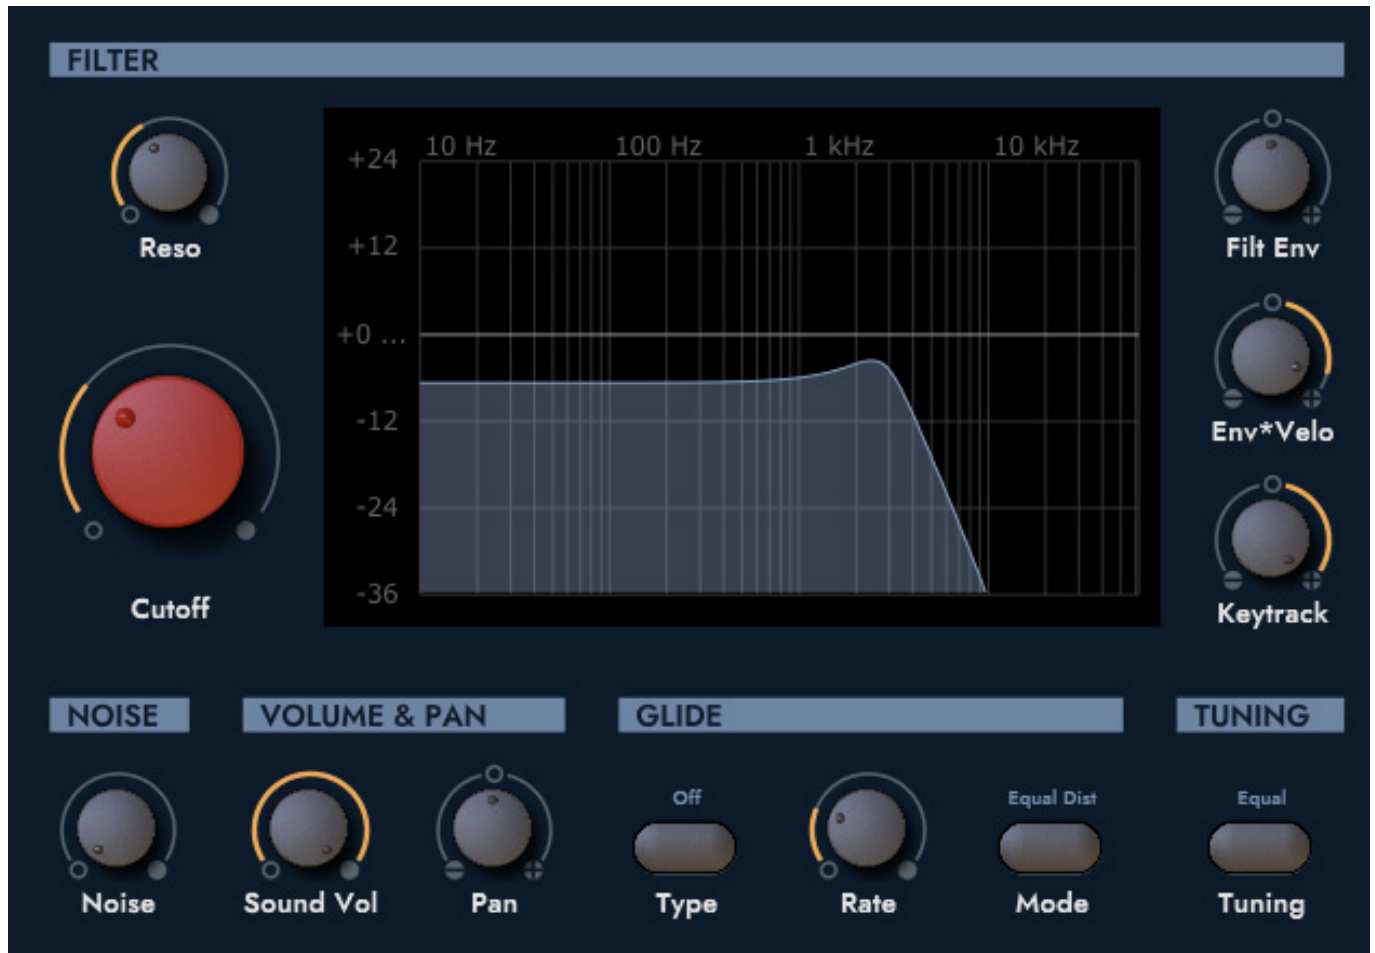 FILTER
10 Hz 100 Hz 1 kHz 10 kHz
+24
+12
+0 ...
-12
-24
-36
Reso
Cutoff
Filt Env
Env*Velo
Keytrack
NOISE
VOLUME & PAN
GLIDE
TUNING
Off
Equal Dist
Equal
Noise
Sound Vol
Pan
Type
Rate
Mode
Tuning